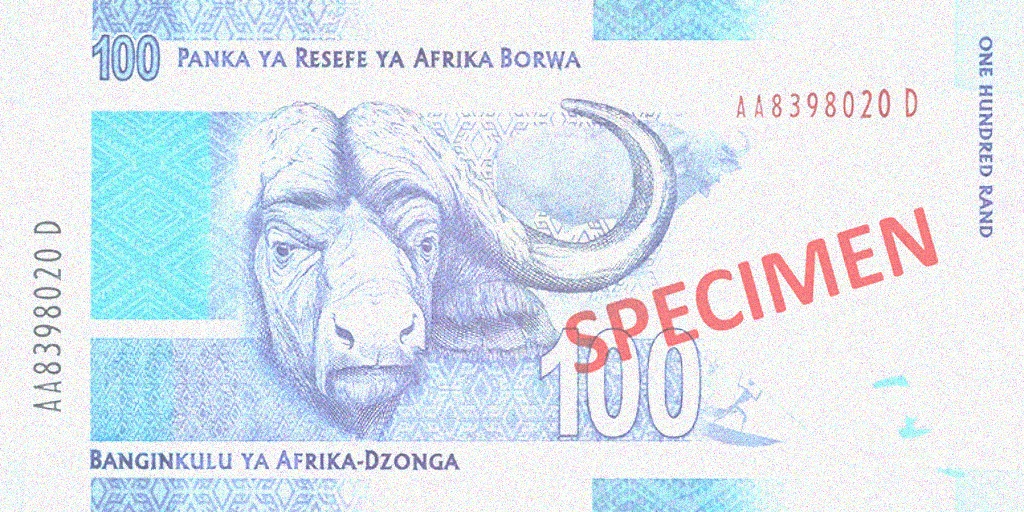 100 PANKA YA RESEFE YA AFRIKA BORWA
ONE HUNDRED RAND
AA8398020 D
AA8398020 D
SPECIMEN
100
BANGINKULU YA AFRIKA-DZONGA